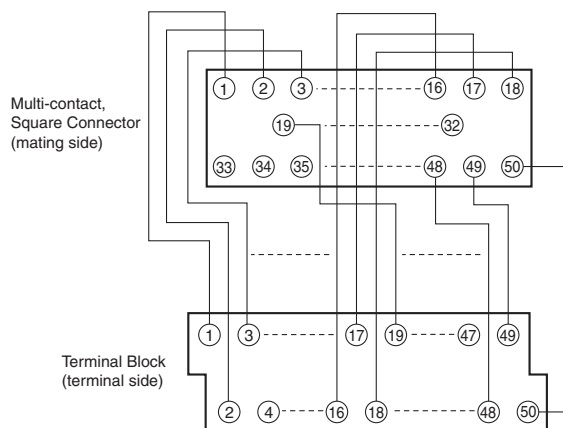 1 2 3 16 17 18
Multi-contact,
Square Connector
(mating side)
19 32
33 34 35 48 49 50
1 3 17 19 47 49
Terminal Block
(terminal side)
2 4 16 18 48 50